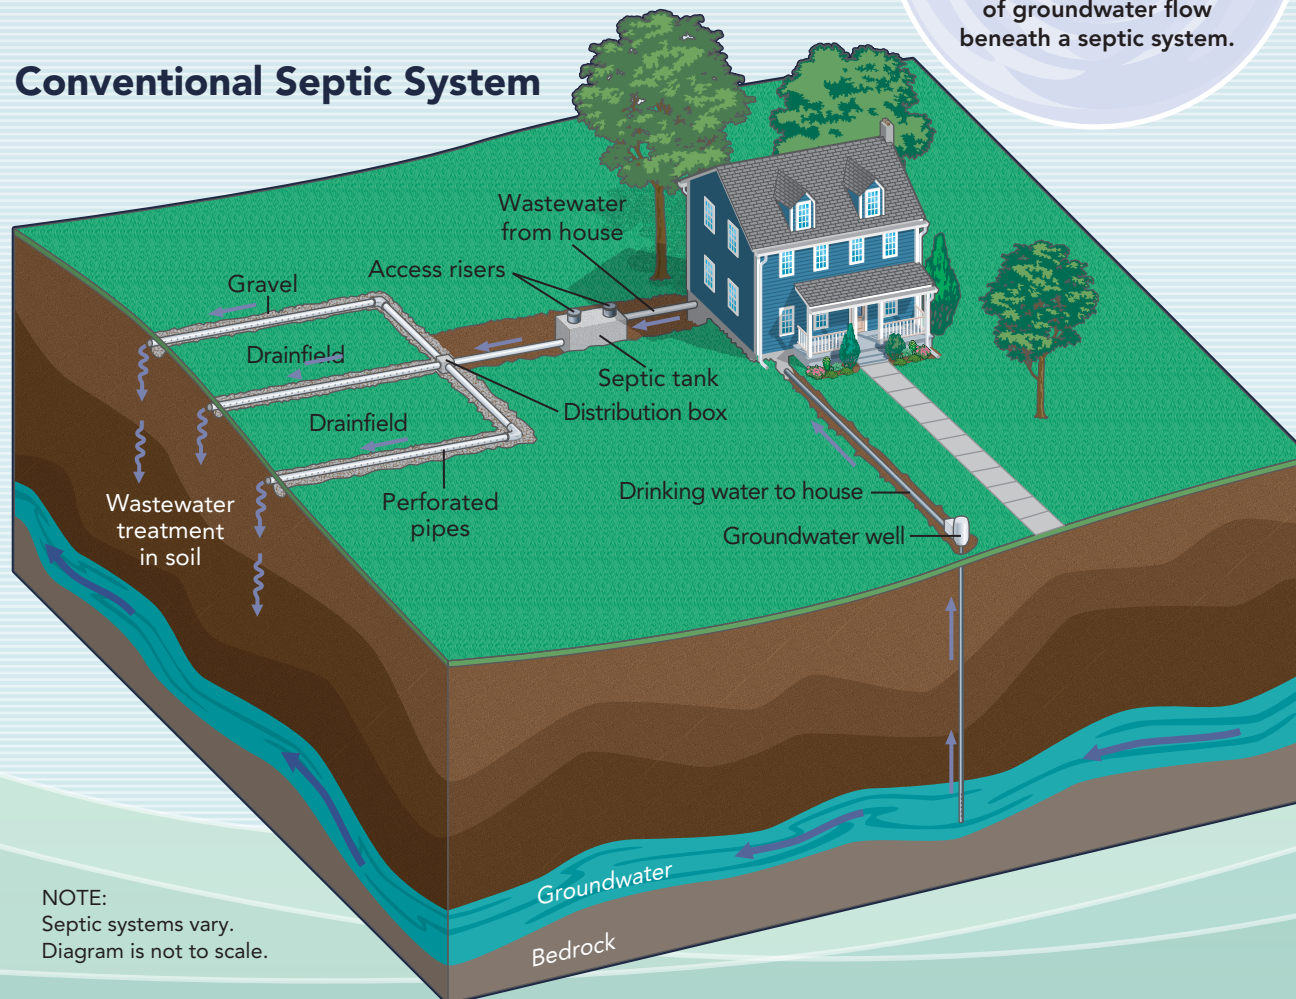 of groundwater flow
beneath a septic system.
Conventional Septic System
Wastewater
from house
Access risers
Gravel
Drainfield
Septic tank
Distribution box
Drainfield
Perforated
pipes
Wastewater
treatment
in soil
Drinking water to house
Groundwater well
Groundwater
Bedrock
NOTE:
Septic systems vary.
Diagram is not to scale.